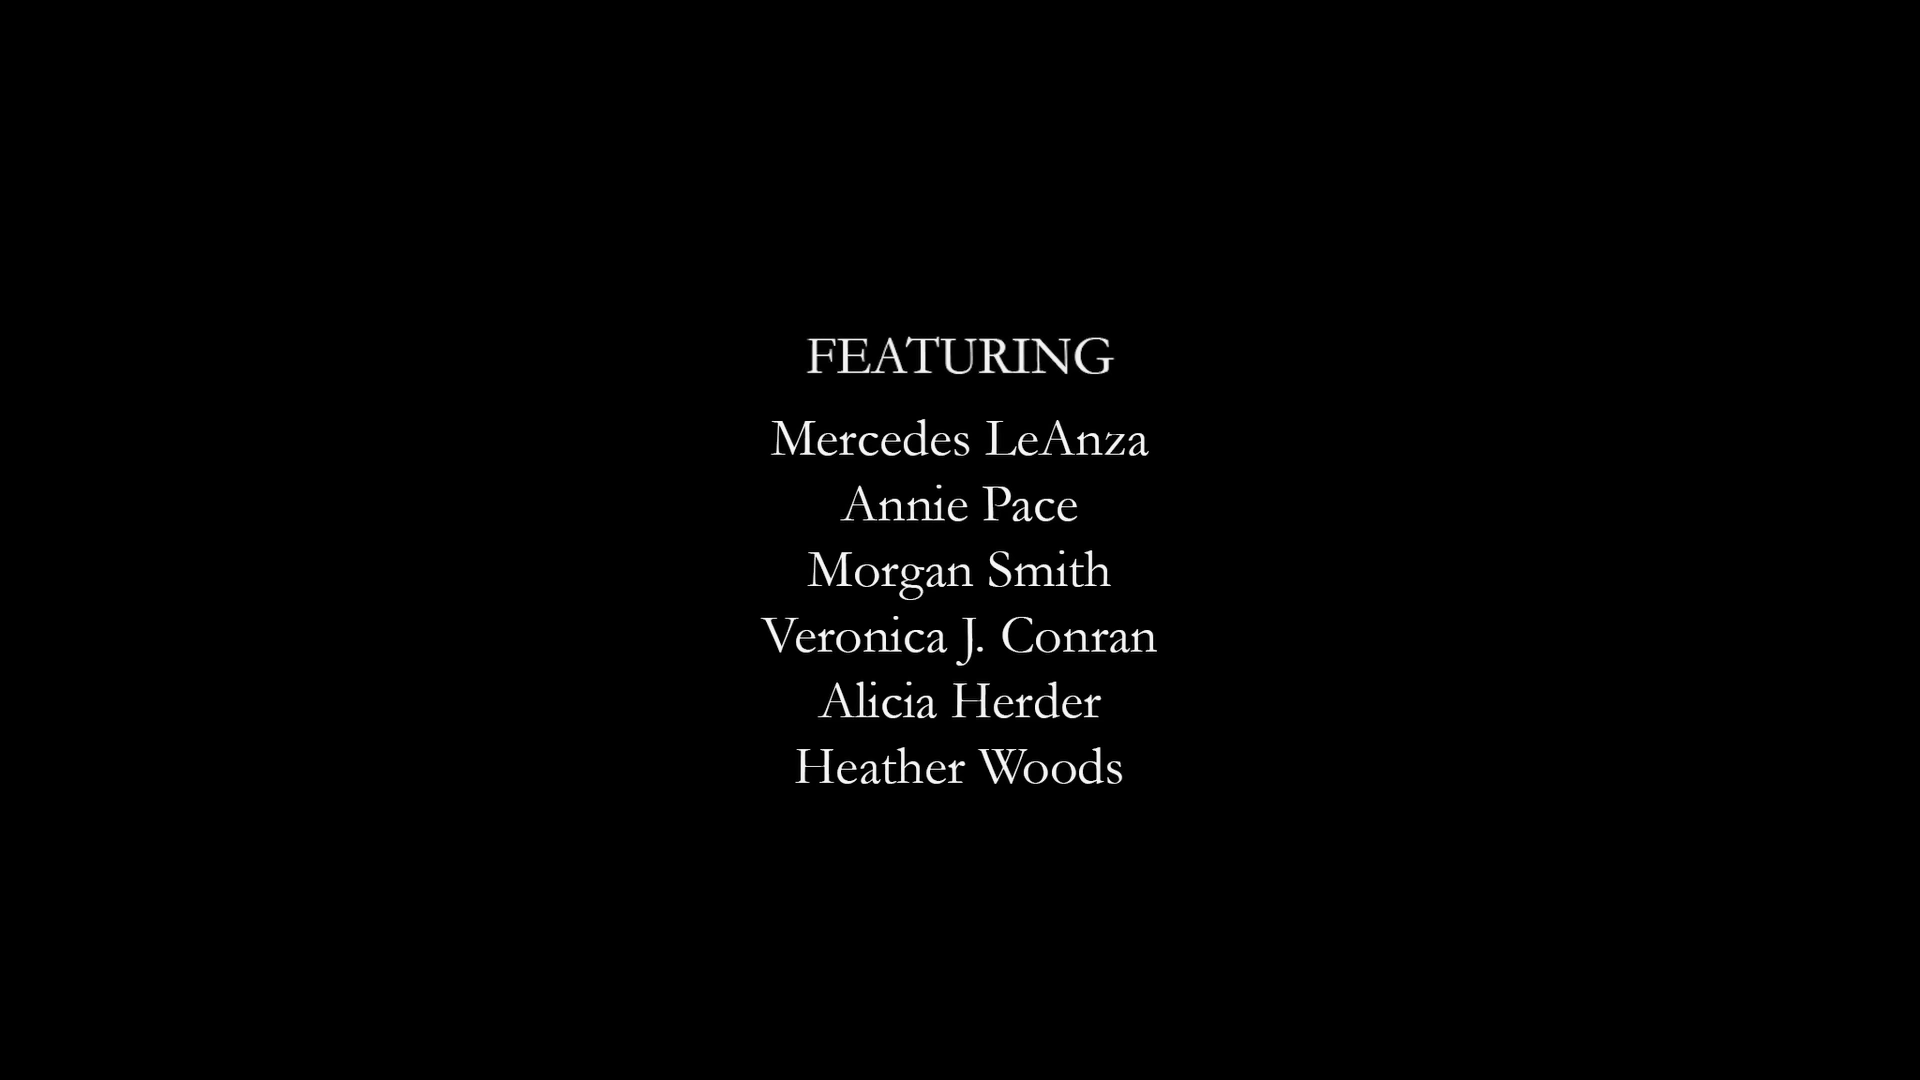 FEATURING
Mercedes LeAnza
Annie Pace
Morgan Smith
Veronica J. Conran
Alicia Herder
Heather Woods